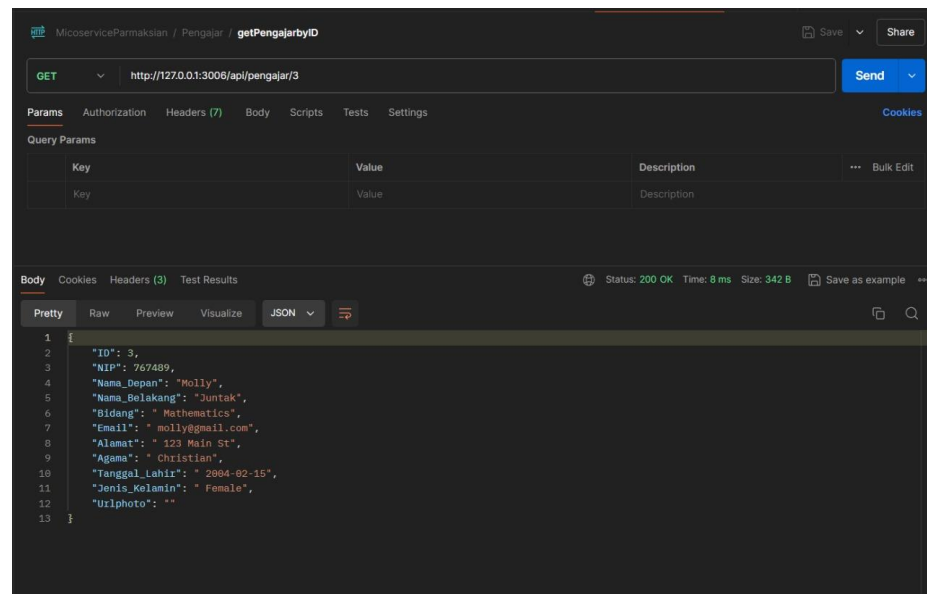 HTTP MicoserviceParmaksian / Pengajar / getPengajarbyID Save Share
GET http://127.0.0.1:3006/api/pengajar/3 Send
Params Authorization Headers (7) Body Scripts Tests Settings Cookies
Query Params
Key Value Description ••• Bulk Edit
Key Value Description
Body Cookies Headers (3) Test Results Status: 200 OK Time: 8 ms Size: 342 B Save as example
Pretty Raw Preview Visualize JSON
1 {
2 "ID": 3,
3 "NIP": 767489,
4 "Nama_Depan": "Molly",
5 "Nama_Belakang": "Juntak",
6 "Bidang": " Mathematics",
7 "Email": " molly@gmail.com",
8 "Alamat": " 123 Main St",
9 "Agama": " Christian",
10 "Tanggal_Lahir": " 2004-02-15",
11 "Jenis_Kelamin": " Female",
12 "Urlphoto": ""
13 }